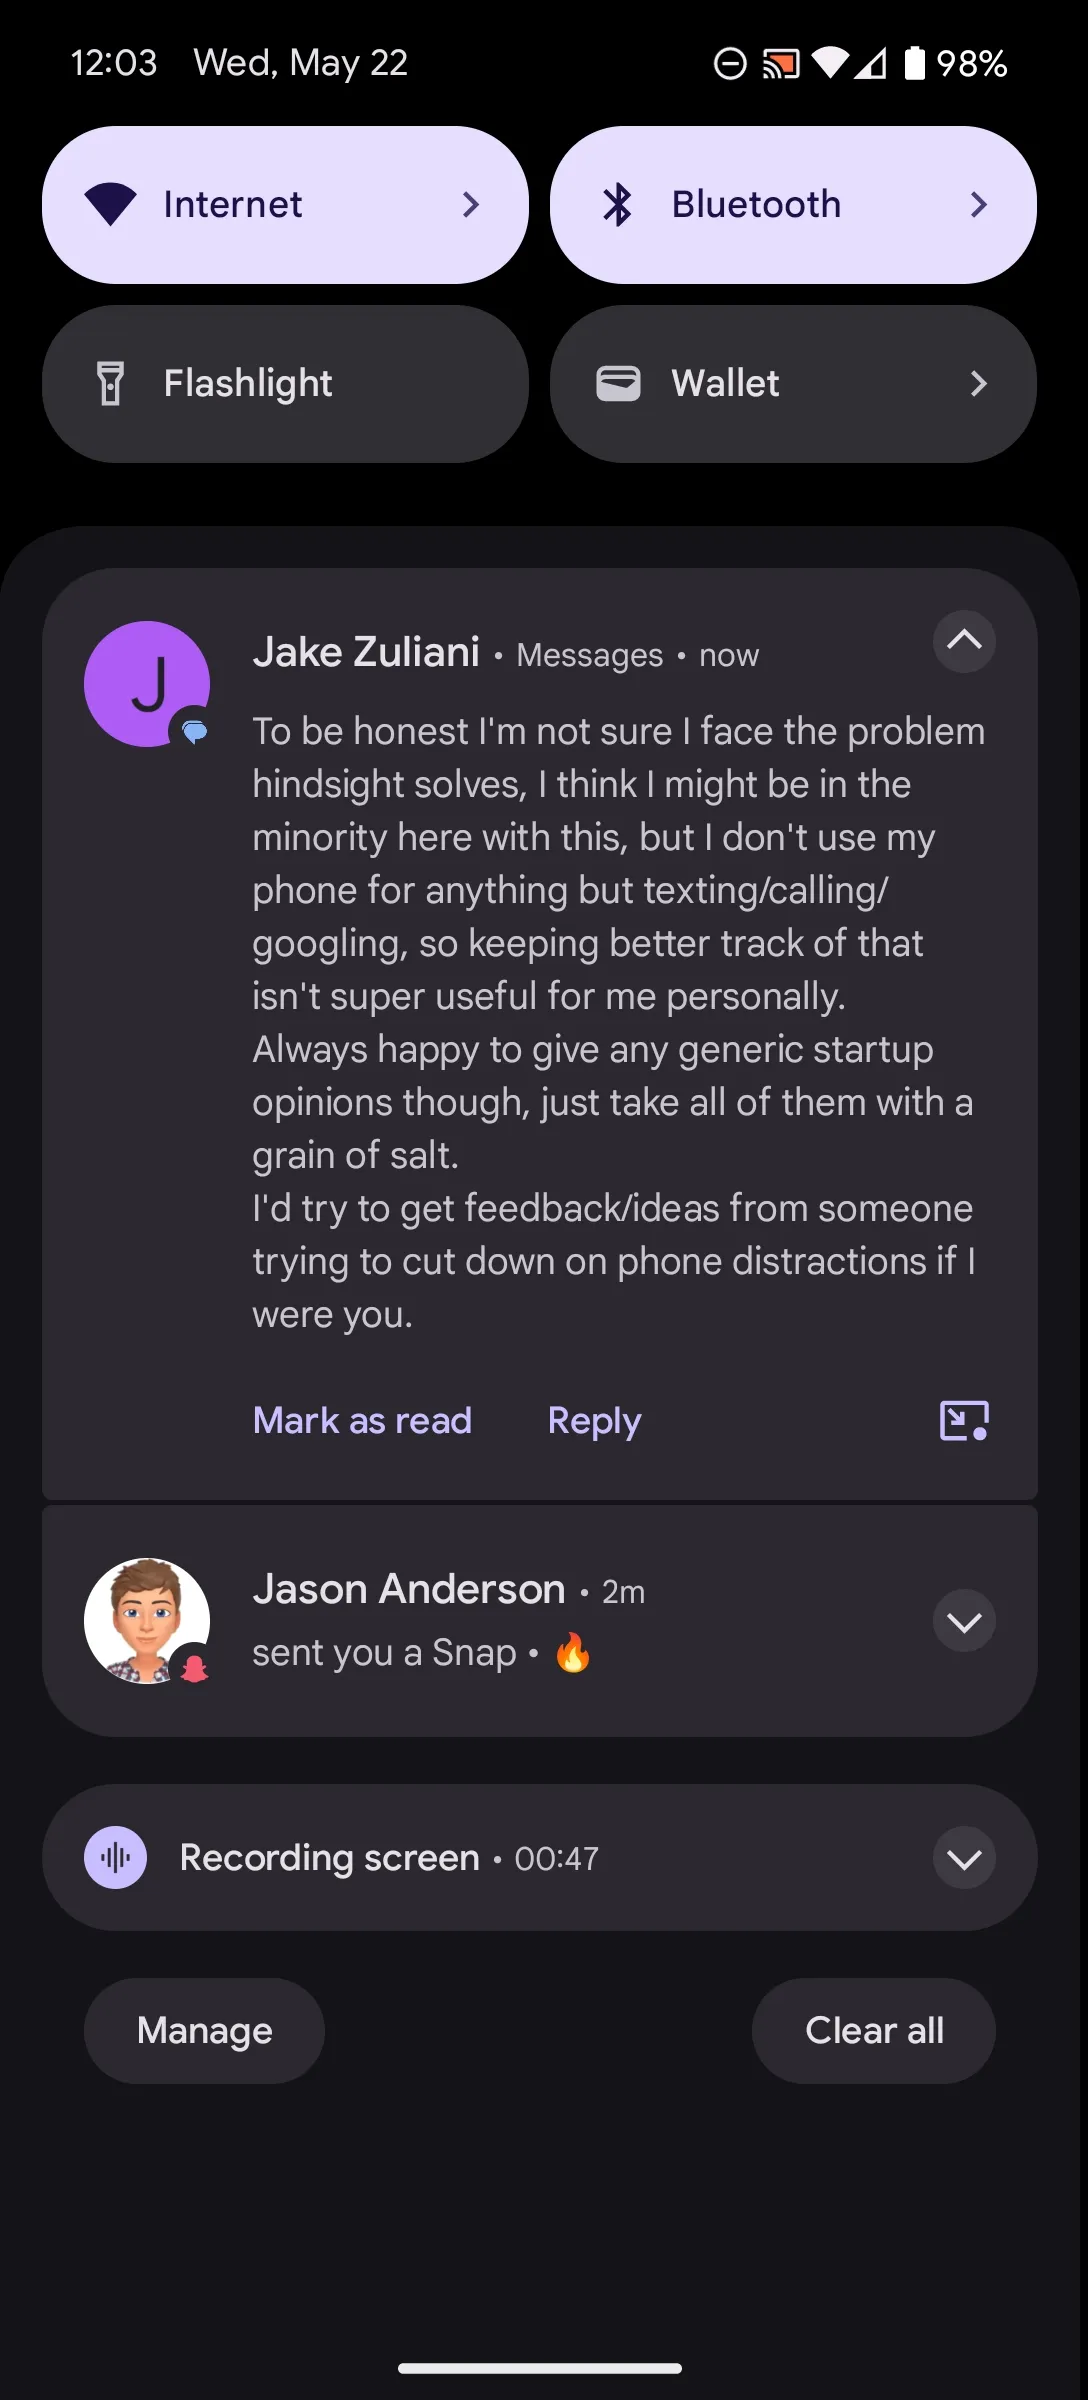 12:03 Wed, May 22 98%
Internet
Bluetooth
Flashlight
Wallet
J
Jake Zuliani • Messages • now
To be honest I'm not sure I face the problem
hindsight solves, I think I might be in the
minority here with this, but I don't use my
phone for anything but texting/calling/
googling, so keeping better track of that
isn't super useful for me personally.
Always happy to give any generic startup
opinions though, just take all of them with a
grain of salt.
I'd try to get feedback/ideas from someone
trying to cut down on phone distractions if I
were you.
Mark as read Reply
Jason Anderson • 2m
sent you a Snap • 🔥
Recording screen • 00:47
Manage
Clear all